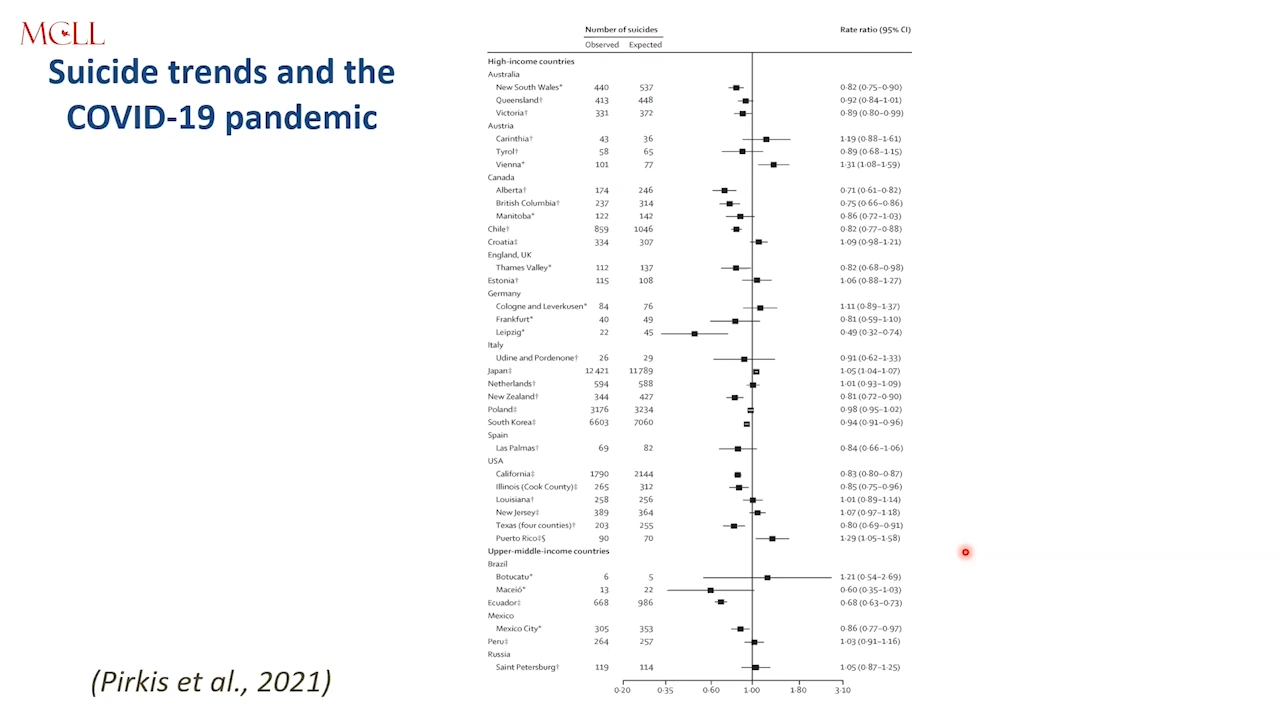 MCLL
Suicide trends and the
COVID-19 pandemic
Number of suicides Rate ratio (95% CI)
Observed Expected
High-income countries
Australia
New South Wales* 440 537 0·82 (0·75–0·90)
Queensland† 413 448 0·92 (0·84–1·01)
Victoria† 331 372 0·89 (0·80–0·99)
Austria
Carinthia† 43 36 1·19 (0·88–1·61)
Tyrol† 58 65 0·89 (0·68–1·15)
Vienna* 101 77 1·31 (1·08–1·59)
Canada
Alberta† 174 246 0·71 (0·61–0·82)
British Columbia† 237 314 0·75 (0·66–0·86)
Manitoba* 122 142 0·86 (0·72–1·03)
Chile† 859 1046 0·82 (0·77–0·88)
Croatia‡ 334 307 1·09 (0·98–1·21)
England, UK
Thames Valley* 112 137 0·82 (0·68–0·98)
Estonia† 115 108 1·06 (0·88–1·27)
Germany
Cologne and Leverkusen* 84 76 1·11 (0·89–1·37)
Frankfurt* 40 49 0·81 (0·59–1·10)
Leipzig* 22 45 0·49 (0·32–0·74)
Italy
Udine and Pordenone† 26 29 0·91 (0·62–1·33)
Japan‡ 12 421 11 789 1·05 (1·04–1·07)
Netherlands† 594 588 1·01 (0·93–1·09)
New Zealand† 344 427 0·81 (0·72–0·90)
Poland‡ 3176 3234 0·98 (0·95–1·02)
South Korea‡ 6603 7060 0·94 (0·91–0·96)
Spain
Las Palmas† 69 82 0·84 (0·66–1·06)
USA
California‡ 1790 2144 0·83 (0·80–0·87)
Illinois (Cook County)‡ 265 312 0·85 (0·75–0·96)
Louisiana† 258 256 1·01 (0·89–1·14)
New Jersey‡ 389 364 1·07 (0·97–1·18)
Texas (four counties)† 203 255 0·80 (0·69–0·91)
Puerto Rico‡§ 90 70 1·29 (1·05–1·58)
Upper-middle-income countries
Brazil
Botucatu* 6 5 1·21 (0·54–2·69)
Maceió* 13 22 0·60 (0·35–1·03)
Ecuador‡ 668 986 0·68 (0·63–0·73)
Mexico
Mexico City* 305 353 0·86 (0·77–0·97)
Peru‡ 264 257 1·03 (0·91–1·16)
Russia
Saint Petersburg† 119 114 1·05 (0·87–1·25)
0·20 0·35 0·60 1·00 1·80 3·10
(Pirkis et al., 2021)